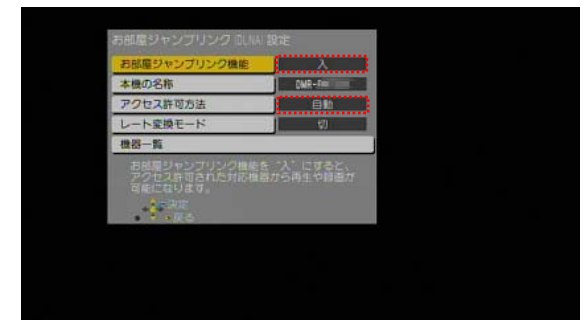 お部屋ジャンプリンク(DLNA)設定
お部屋ジャンプリンク機能 入
本機の名称 DMR-
アクセス許可方法 自動
レート変換モード 切
機器一覧
お部屋ジャンプリンク機能を“入”にすると、
アクセス許可された対応機器から再生や録画が
可能になります。
決定
戻る